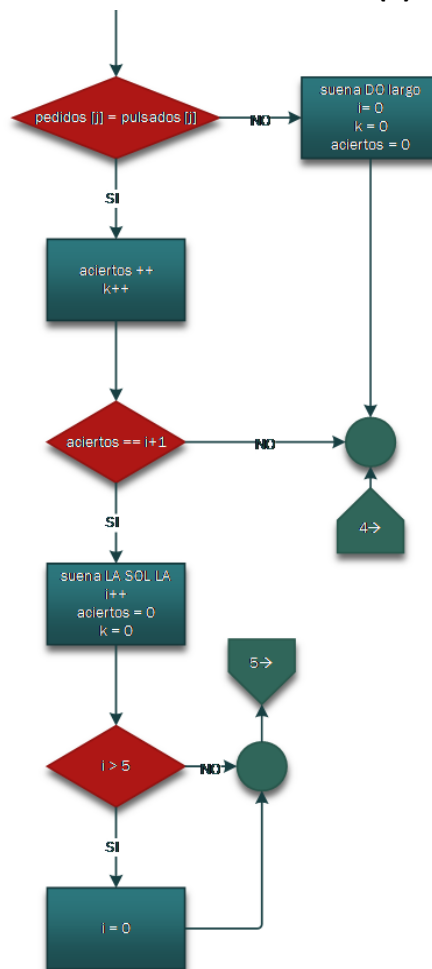 pedidos [j] = pulsados [j]
NO
suena DO largo
i= 0
k = 0
aciertos = 0
SI
aciertos ++
k++
aciertos == i+1
NO
4→
SI
suena LA SOL LA
i++
aciertos = 0
k = 0
5→
i > 5
NO
SI
i = 0